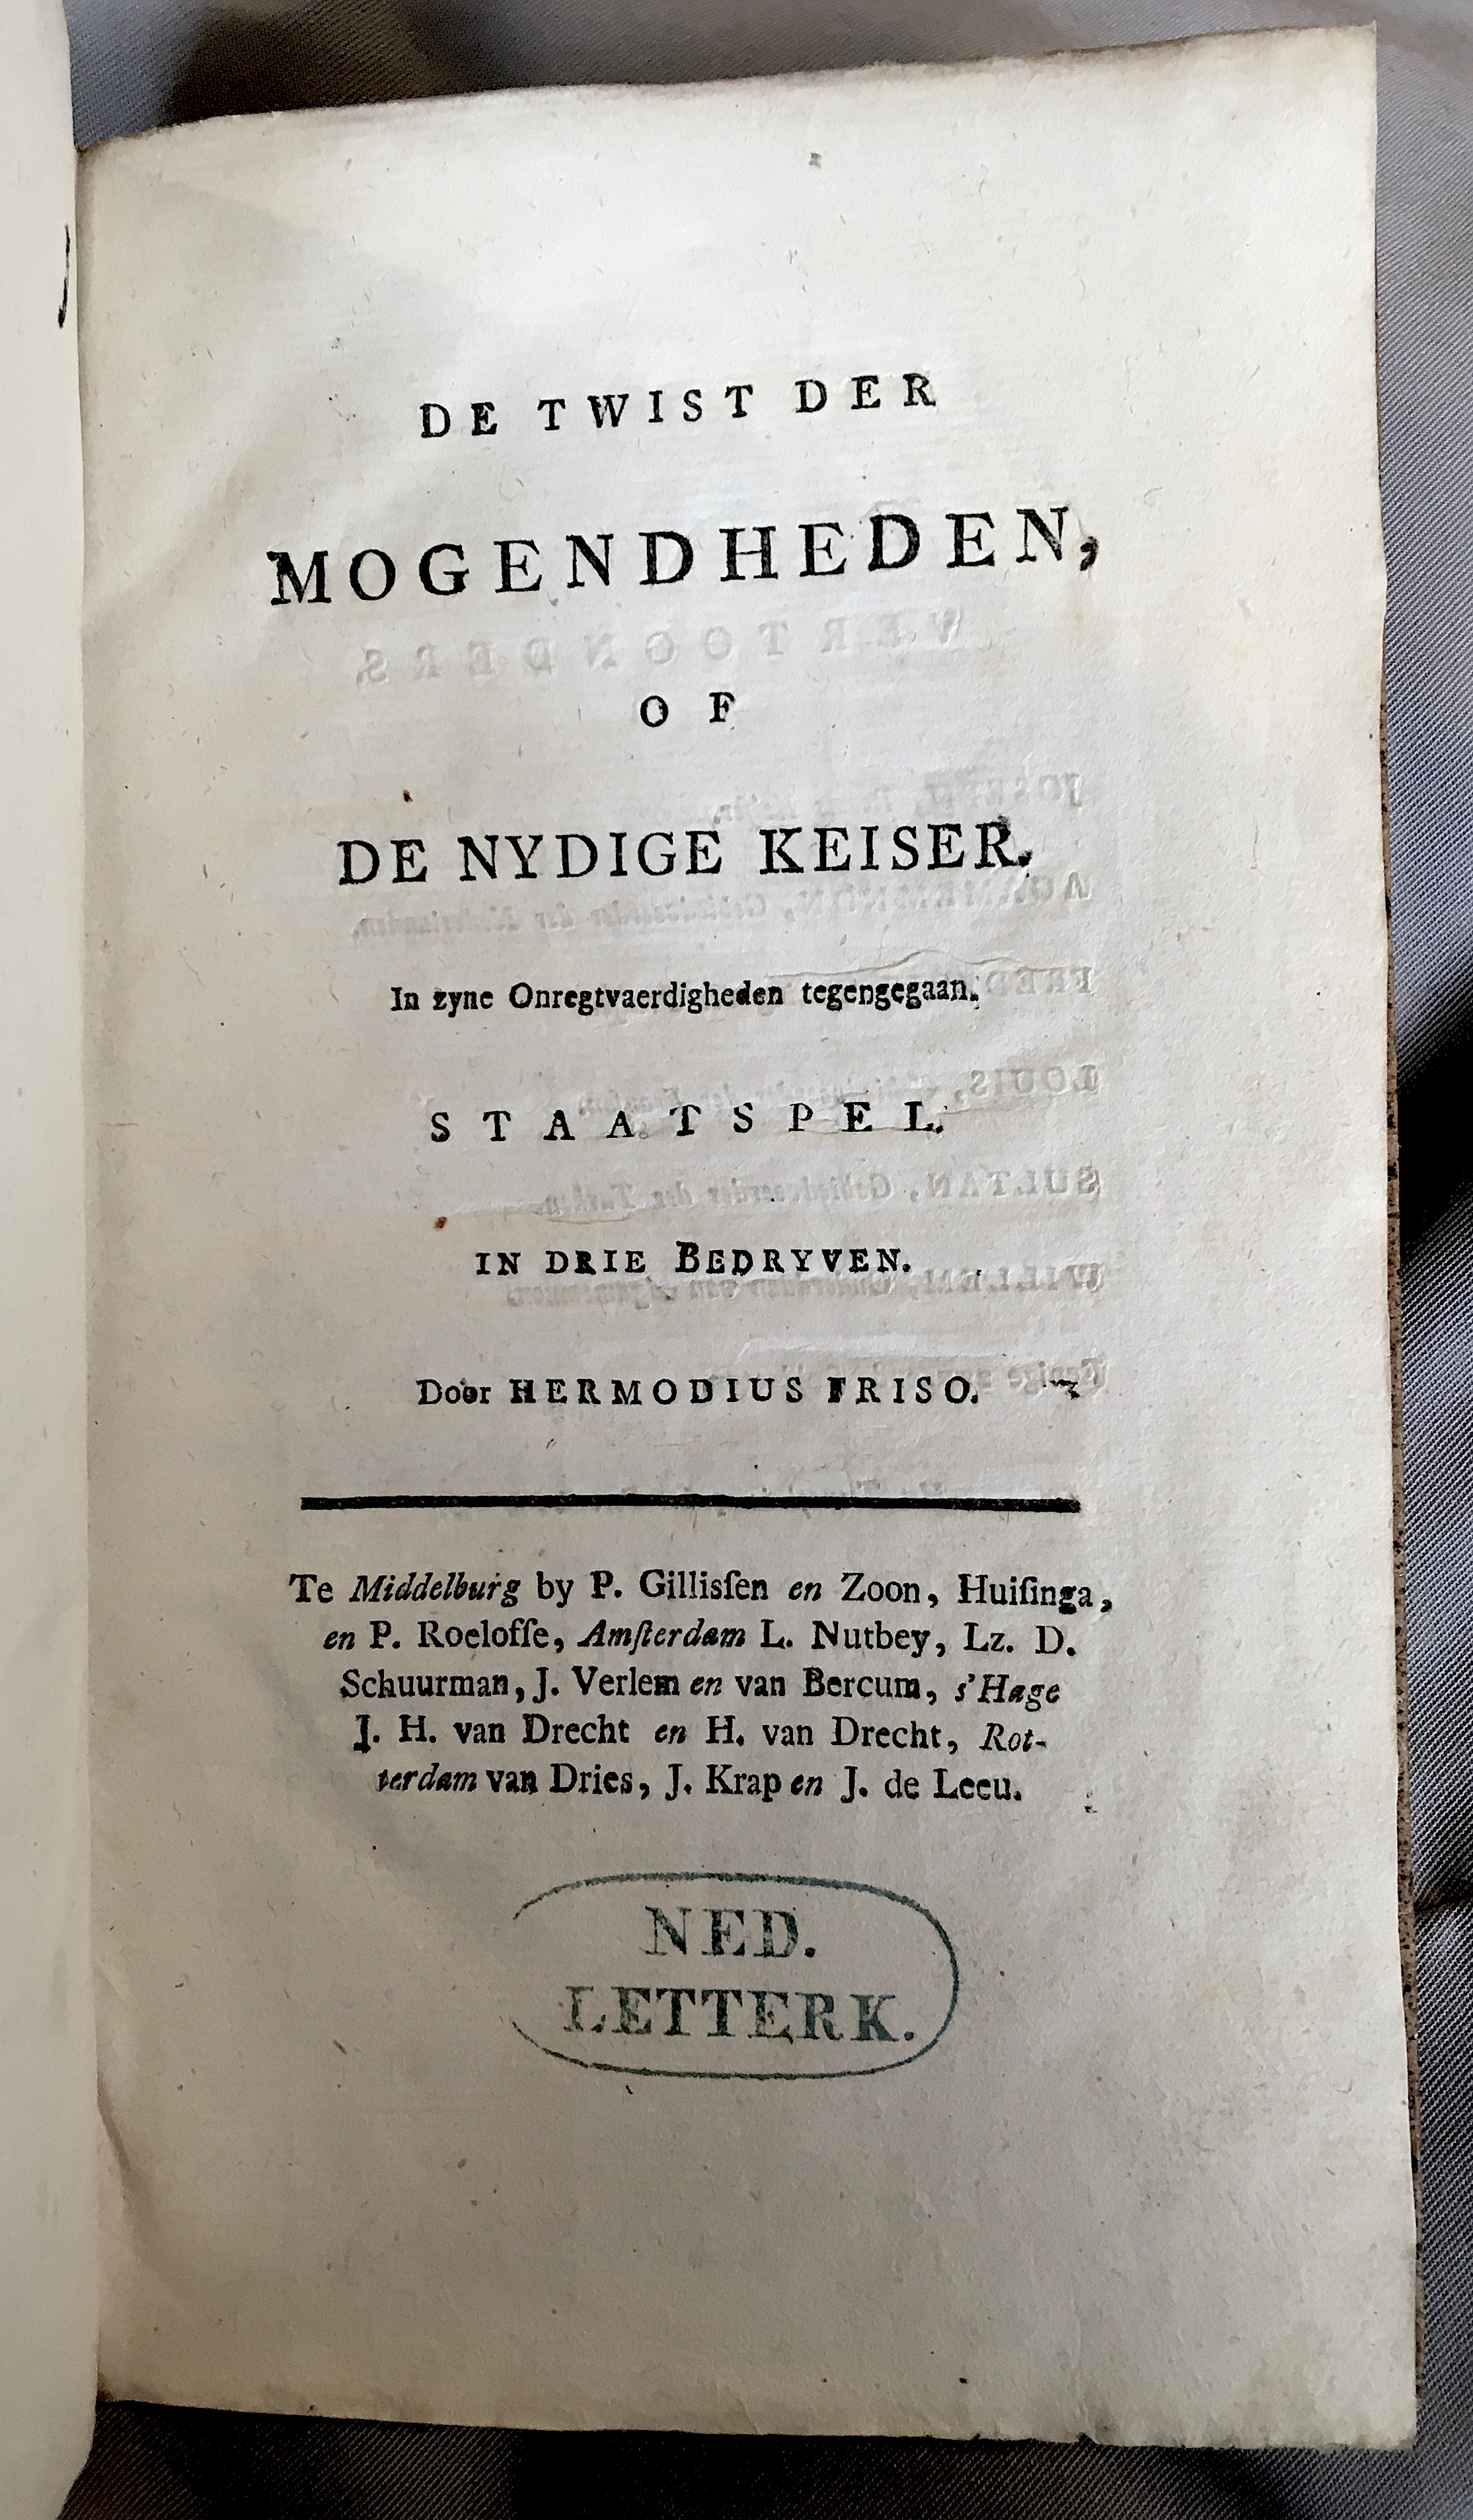 DE TWIST DER
MOGENDHEDEN,
OF
DE NYDIGE KEISER.
In zyne Onregtvaerdigheden tegengegaan.
STAATSPEL.
IN DRIE BEDRYVEN.
Door HERMODIUS FRISO.
Te Middelburg by P. Gillisſen en Zoon, Huiſinga,
en P. Roeloffe, Amſterdam L. Nutbey, Lz. D.
Schuurman, J. Verlem en van Bercum, s'Hage
J. H. van Drecht en H. van Drecht, Rot-
terdam van Dries, J. Krap en J. de Leeu.
NED.
LETTERK.